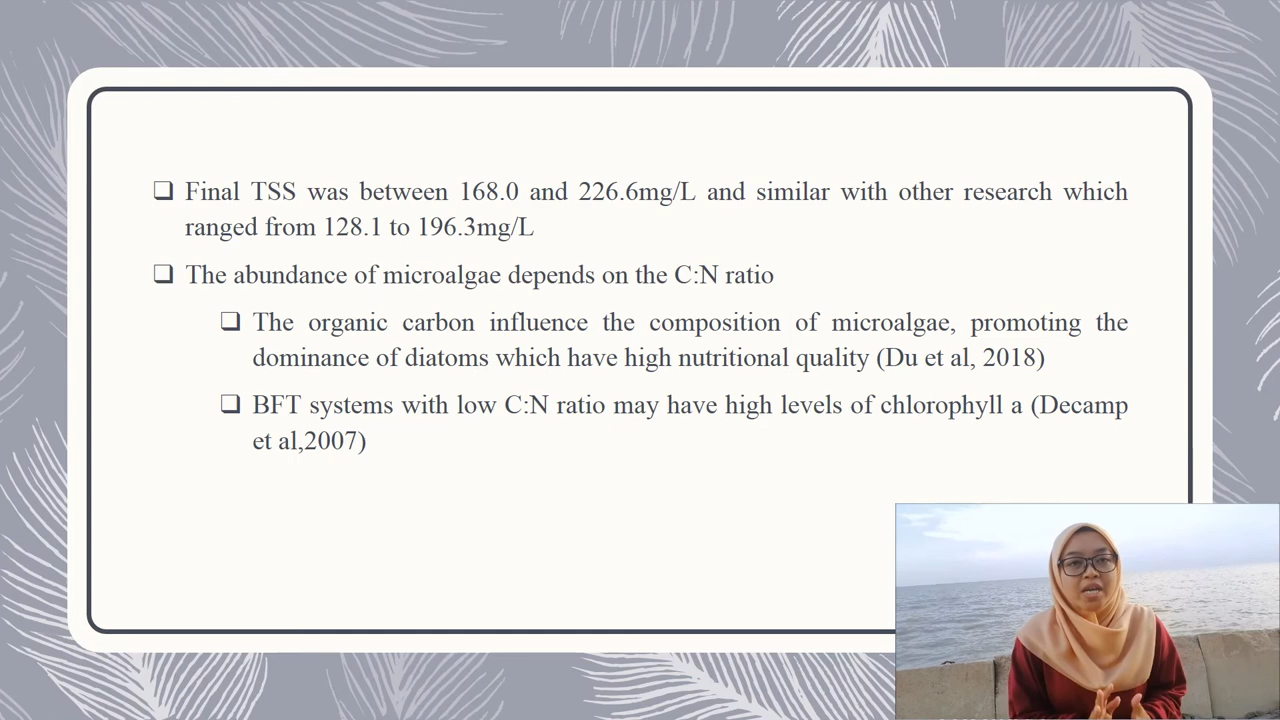 ❑ Final TSS was between 168.0 and 226.6mg/L and similar with other research which
ranged from 128.1 to 196.3mg/L
❑ The abundance of microalgae depends on the C:N ratio
❑ The organic carbon influence the composition of microalgae, promoting the
dominance of diatoms which have high nutritional quality (Du et al, 2018)
❑ BFT systems with low C:N ratio may have high levels of chlorophyll a (Decamp
et al,2007)